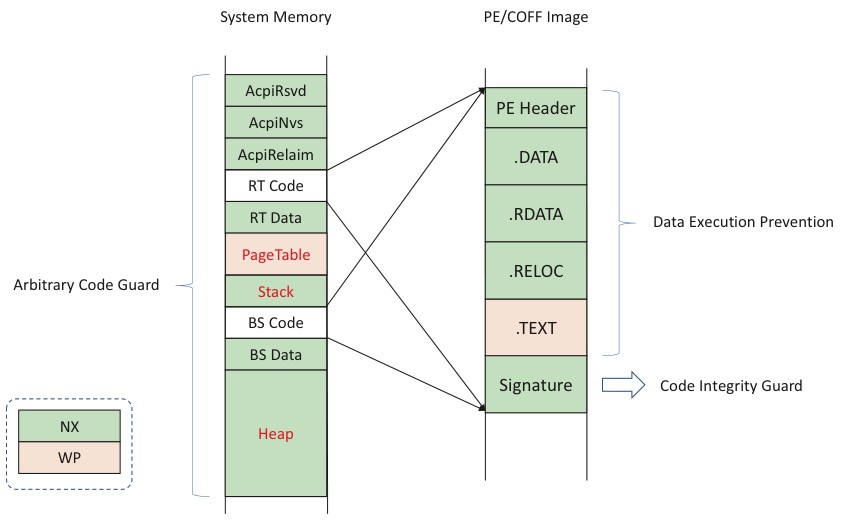 System Memory
PE/COFF Image
AcpiRsvd
AcpiNvs
AcpiRelaim
RT Code
RT Data
PageTable
Stack
BS Code
BS Data
Heap
PE Header
.DATA
.RDATA
.RELOC
.TEXT
Signature
Arbitrary Code Guard
Data Execution Prevention
Code Integrity Guard
NX
WP